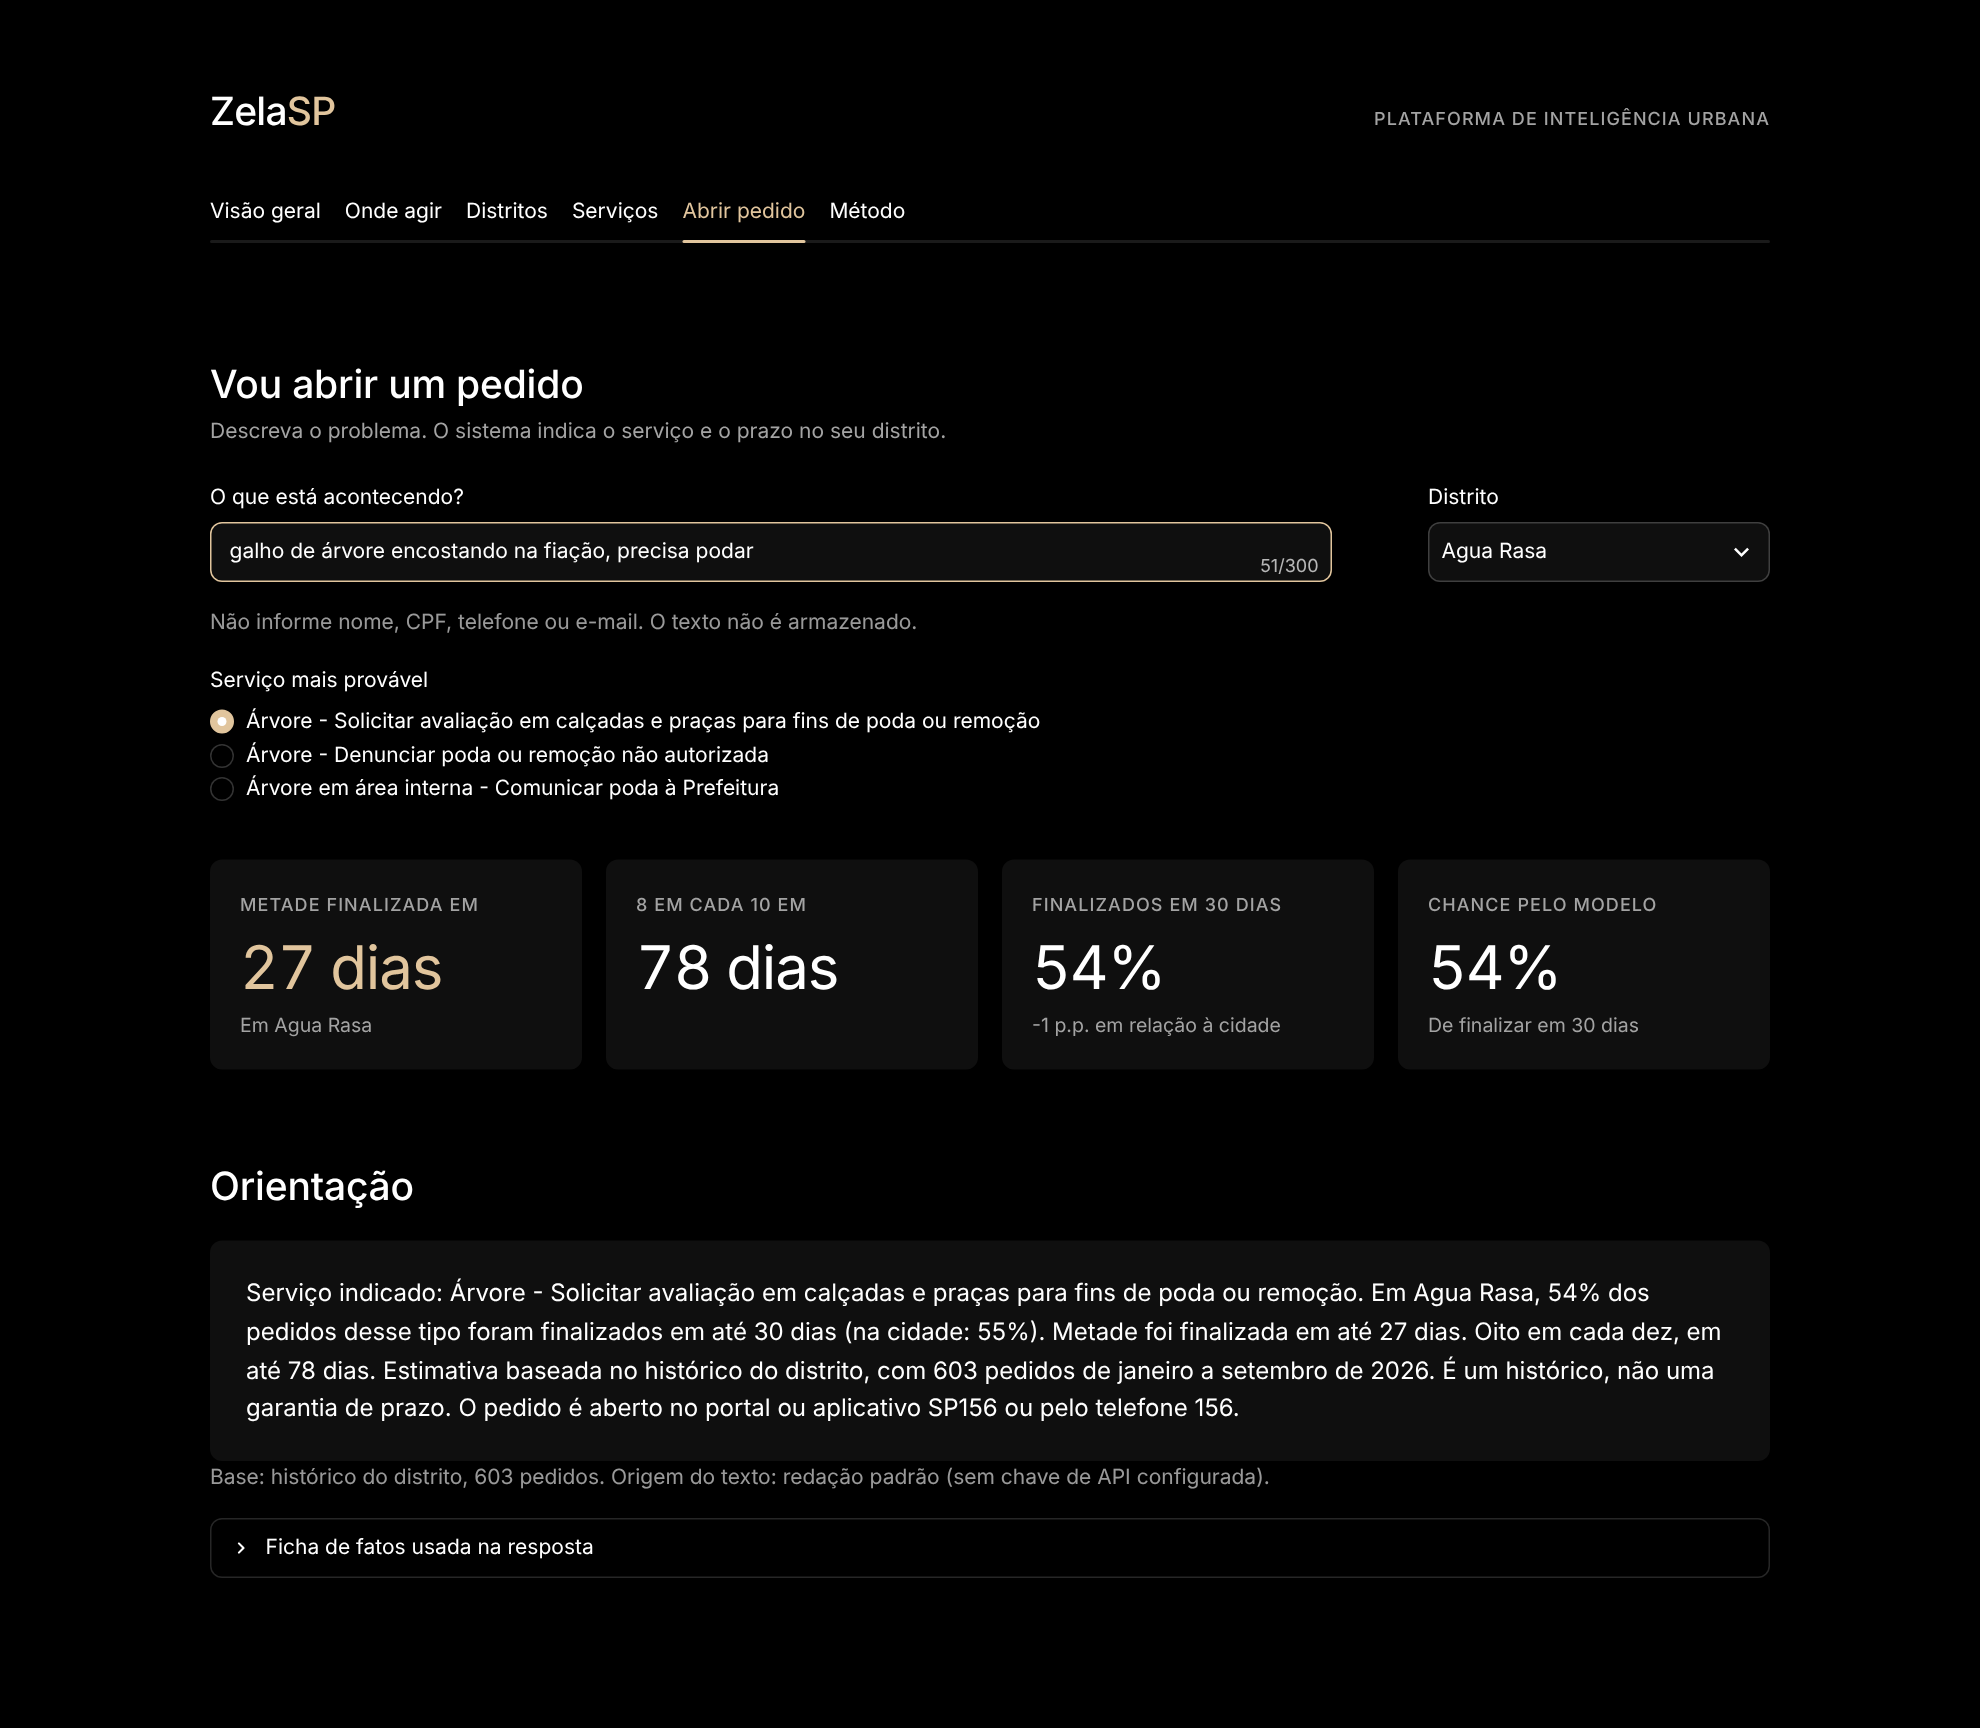 ZelaSP
PLATAFORMA DE INTELIGÊNCIA URBANA
Visão geral Onde agir Distritos Serviços Abrir pedido Método
Vou abrir um pedido
Descreva o problema. O sistema indica o serviço e o prazo no seu distrito.
O que está acontecendo?
galho de árvore encostando na fiação, precisa podar
51/300
Distrito
Agua Rasa
Não informe nome, CPF, telefone ou e-mail. O texto não é armazenado.
Serviço mais provável
Árvore - Solicitar avaliação em calçadas e praças para fins de poda ou remoção
Árvore - Denunciar poda ou remoção não autorizada
Árvore em área interna - Comunicar poda à Prefeitura
METADE FINALIZADA EM
27 dias
Em Agua Rasa
8 EM CADA 10 EM
78 dias
FINALIZADOS EM 30 DIAS
54%
-1 p.p. em relação à cidade
CHANCE PELO MODELO
54%
De finalizar em 30 dias
Orientação
Serviço indicado: Árvore - Solicitar avaliação em calçadas e praças para fins de poda ou remoção. Em Agua Rasa, 54% dos
pedidos desse tipo foram finalizados em até 30 dias (na cidade: 55%). Metade foi finalizada em até 27 dias. Oito em cada dez, em
até 78 dias. Estimativa baseada no histórico do distrito, com 603 pedidos de janeiro a setembro de 2026. É um histórico, não uma
garantia de prazo. O pedido é aberto no portal ou aplicativo SP156 ou pelo telefone 156.
Base: histórico do distrito, 603 pedidos. Origem do texto: redação padrão (sem chave de API configurada).
Ficha de fatos usada na resposta